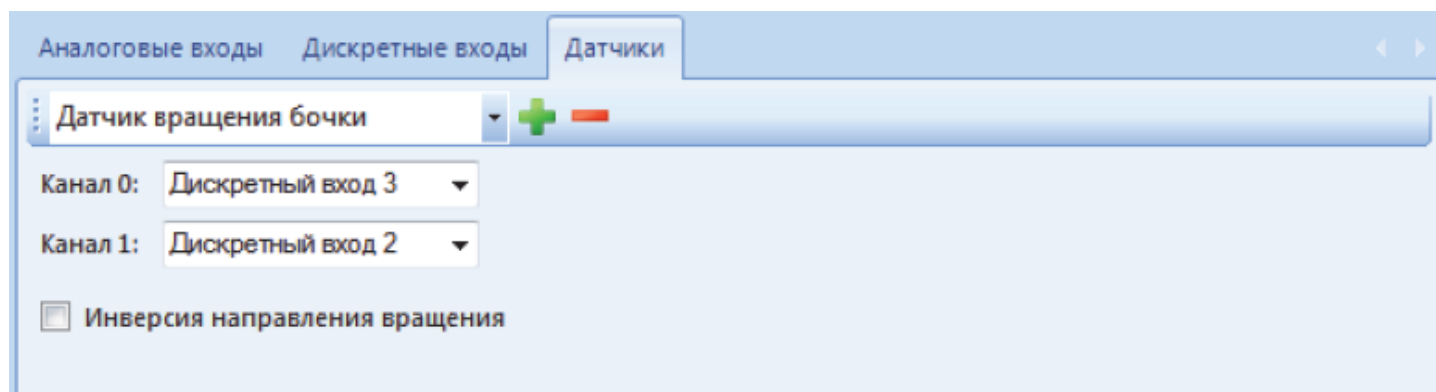 Аналоговые входы Дискретные входы Датчики
Датчик вращения бочки
Канал 0: Дискретный вход 3
Канал 1: Дискретный вход 2
Инверсия направления вращения